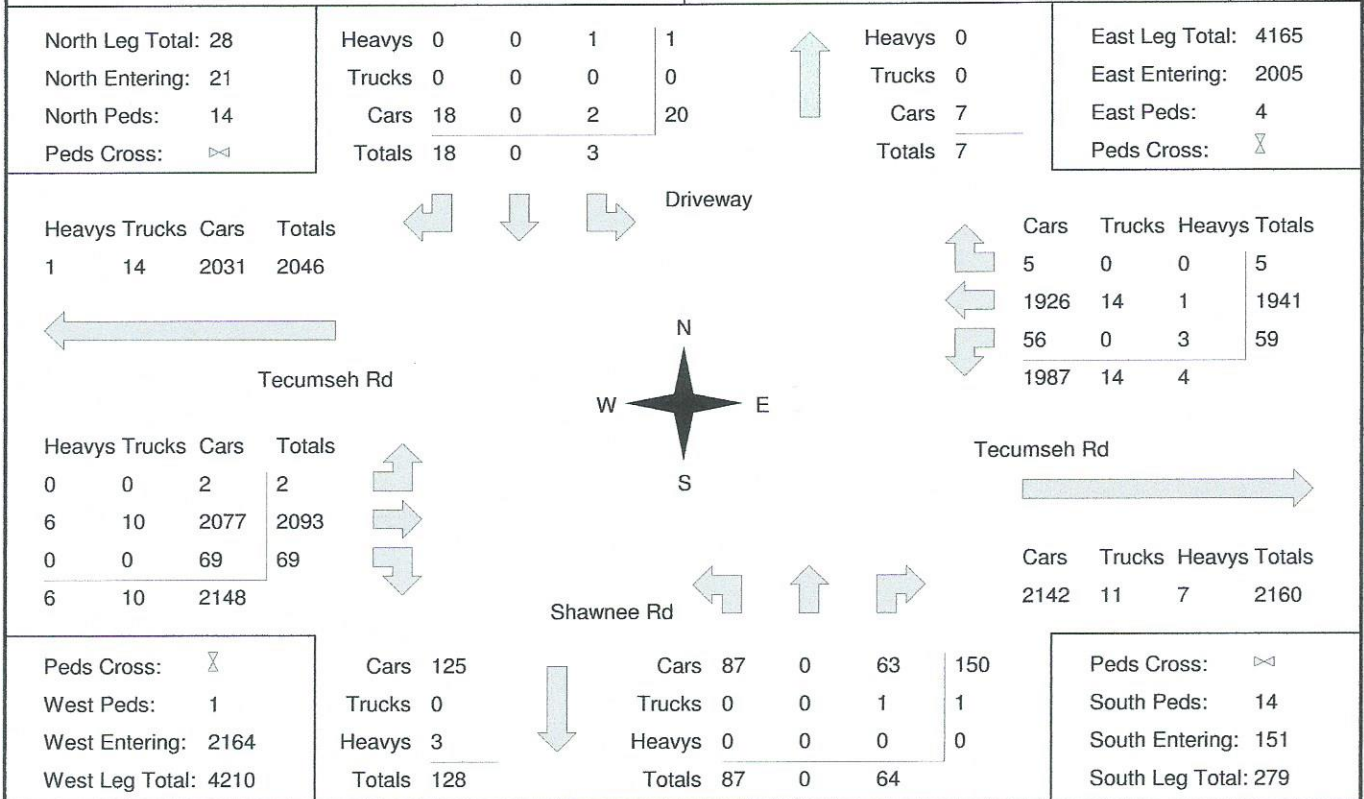 North Leg Total: 28
North Entering: 21
North Peds: 14
Peds Cross:
Heavys 0 0 1 1
Trucks 0 0 0 0
Cars 18 0 2 20
Totals 18 0 3
Heavys 0
Trucks 0
Cars 7
Totals 7
East Leg Total: 4165
East Entering: 2005
East Peds: 4
Peds Cross:
Driveway
Heavys Trucks Cars Totals
1 14 2031 2046
Cars Trucks Heavys Totals
5 0 0 5
1926 14 1 1941
56 0 3 59
1987 14 4
Tecumseh Rd
N
W E
S
Heavys Trucks Cars Totals
0 0 2 2
6 10 2077 2093
0 0 69 69
6 10 2148
Tecumseh Rd
Cars Trucks Heavys Totals
2142 11 7 2160
Shawnee Rd
Peds Cross:
West Peds: 1
West Entering: 2164
West Leg Total: 4210
Cars 125
Trucks 0
Heavys 3
Totals 128
Cars 87 0 63 150
Trucks 0 0 1 1
Heavys 0 0 0 0
Totals 87 0 64
Peds Cross:
South Peds: 14
South Entering: 151
South Leg Total: 279